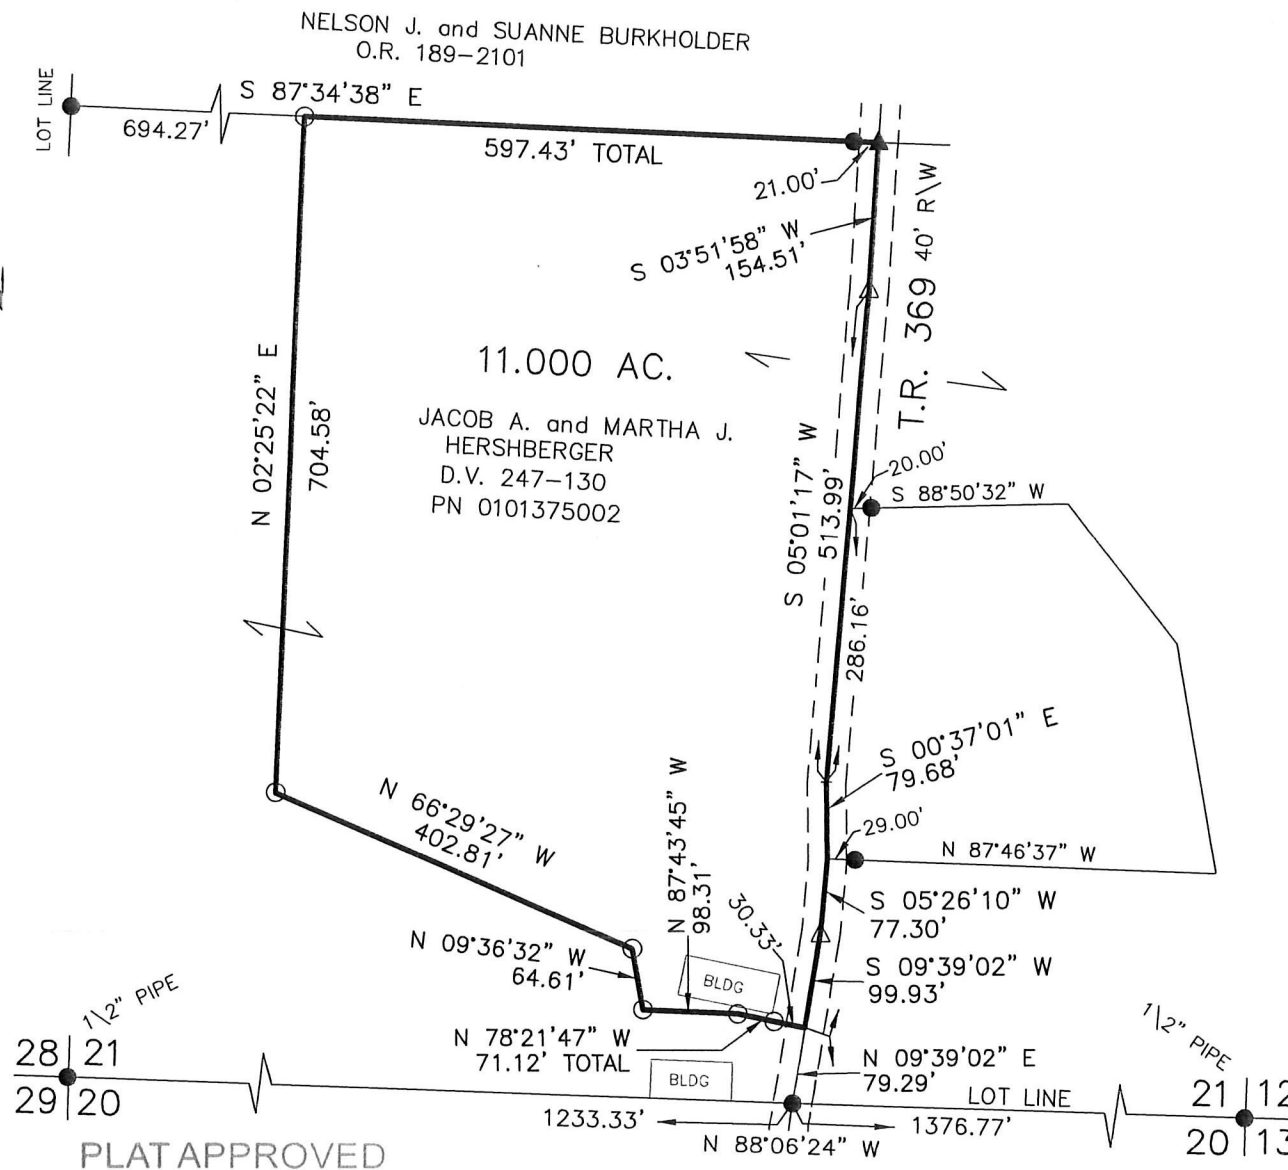 NELSON J. and SUANNE BURKHOLDER
O.R. 189-2101
LOT LINE
S 87°34'38" E
694.27'
597.43' TOTAL
21.00'
S 03°51'58" W
154.51'
T.R. 369 40' R\W
11.000 AC.
JACOB A. and MARTHA J.
HERSHBERGER
D.V. 247-130
PN 0101375002
N 02°25'22" E
704.58'
S 05°01'17" W
513.99'
20.00'
S 88°50'32" W
286.16'
S 00°37'01" E
79.68'
29.00'
N 87°46'37" W
N 66°29'27" W
402.81'
N 87°43'45" W
98.31'
30.33'
S 05°26'10" W
77.30'
N 09°36'32" W
64.61'
BLDG
S 09°39'02" W
99.93'
1\2" PIPE
N 78°21'47" W
71.12' TOTAL
BLDG
N 09°39'02" E
79.29'
1\2" PIPE
28 21
29 20
LOT LINE
21 12
20 13
1233.33'
N 88°06'24" W
1376.77'
PLAT APPROVED